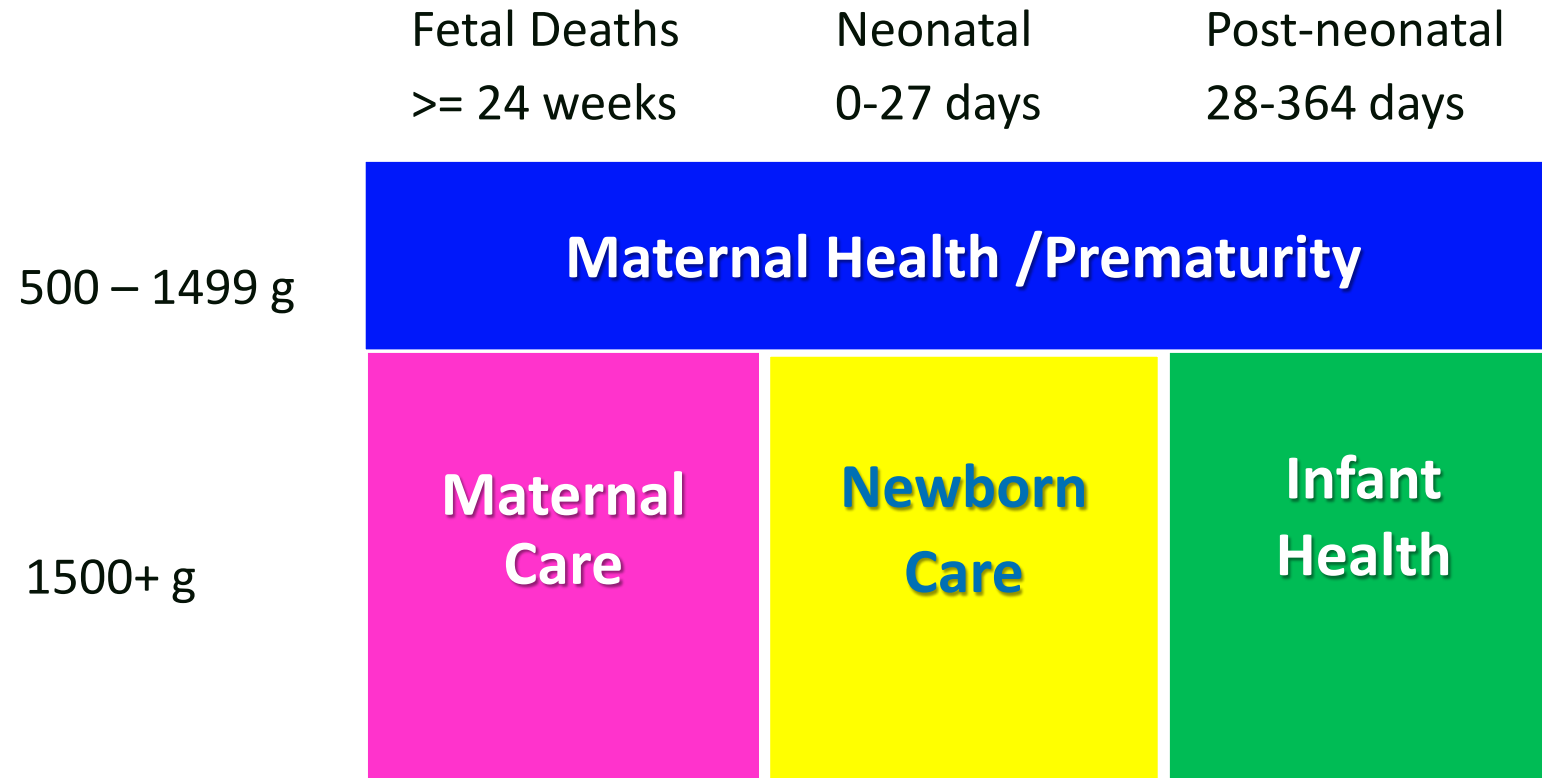 Fetal Deaths
>= 24 weeks
Neonatal
0-27 days
Post-neonatal
28-364 days
500 – 1499 g
Maternal Health /Prematurity
1500+ g
Maternal
Care
Newborn
Care
Infant
Health